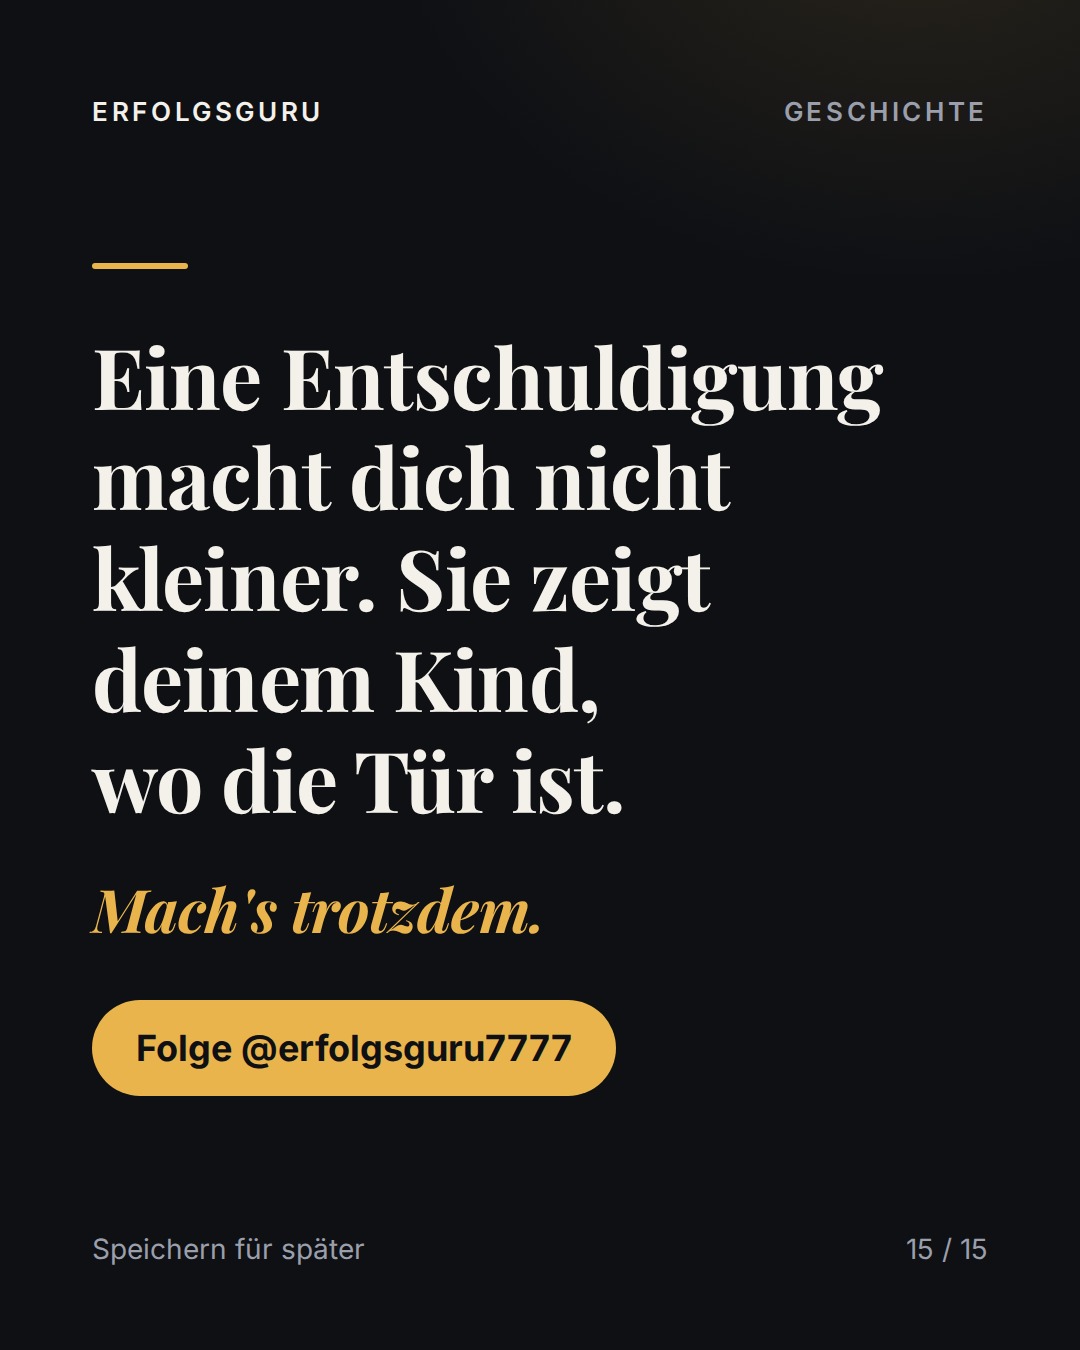 ERFOLGSGURU
GESCHICHTE
Eine Entschuldigung
macht dich nicht
kleiner. Sie zeigt
deinem Kind,
wo die Tür ist.
Mach's trotzdem.
Folge @erfolgsguru7777
Speichern für später
15 / 15